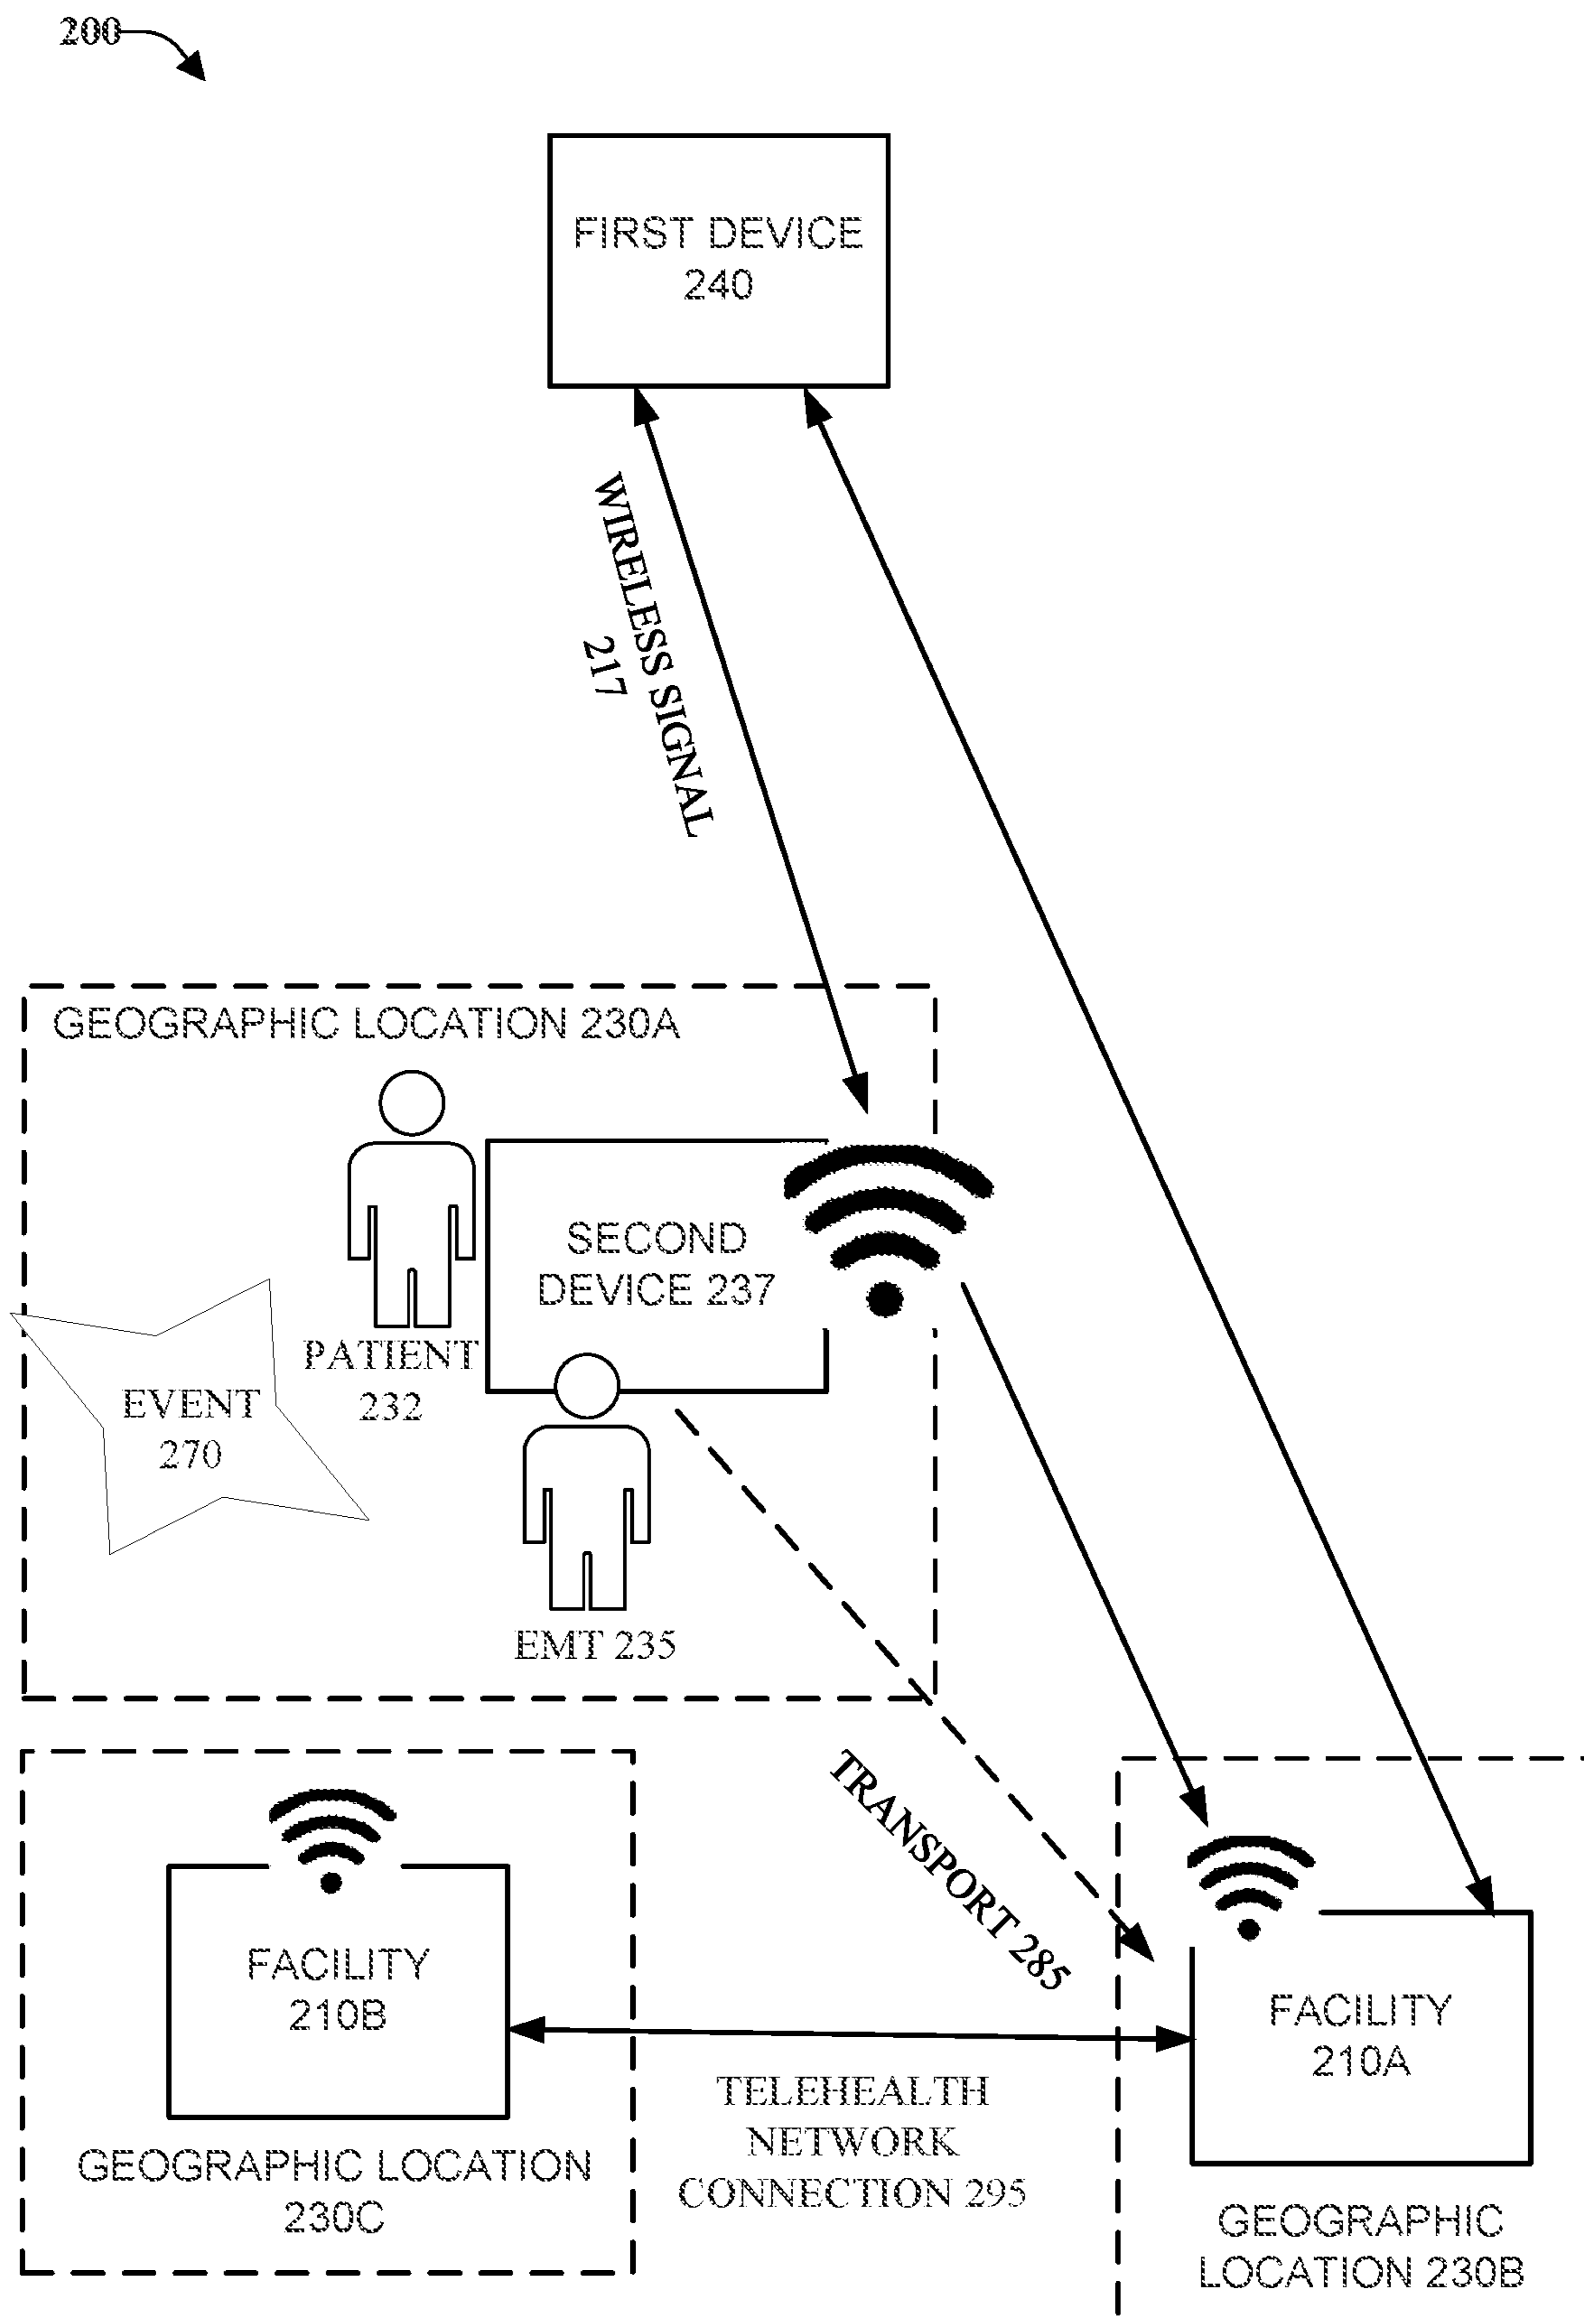 200
FIRST DEVICE
240
WIRELESS SIGNAL
217
GEOGRAPHIC LOCATION 230A
SECOND
DEVICE 237
PATIENT
232
EVENT
270
EMT 235
TRANSPORT 285
FACILITY
210B
GEOGRAPHIC LOCATION
230C
TELEHEALTH
NETWORK
CONNECTION 295
FACILITY
210A
GEOGRAPHIC
LOCATION 230B